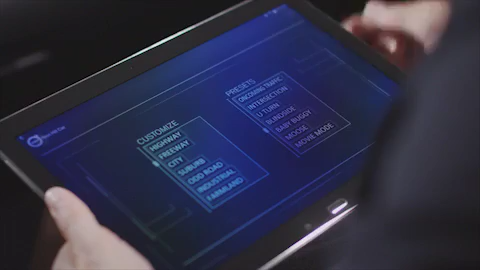 CUSTOMIZE
HIGHWAY
FREEWAY
CITY
SUBURB
ODD ROAD
INDUSTRIAL
FARMLAND
PRESETS
ONCOMING TRAFFIC
INTERSECTION
U TURN
BLINDSIDE
BABY BUGGY
MOOSE
MOVIE MODE